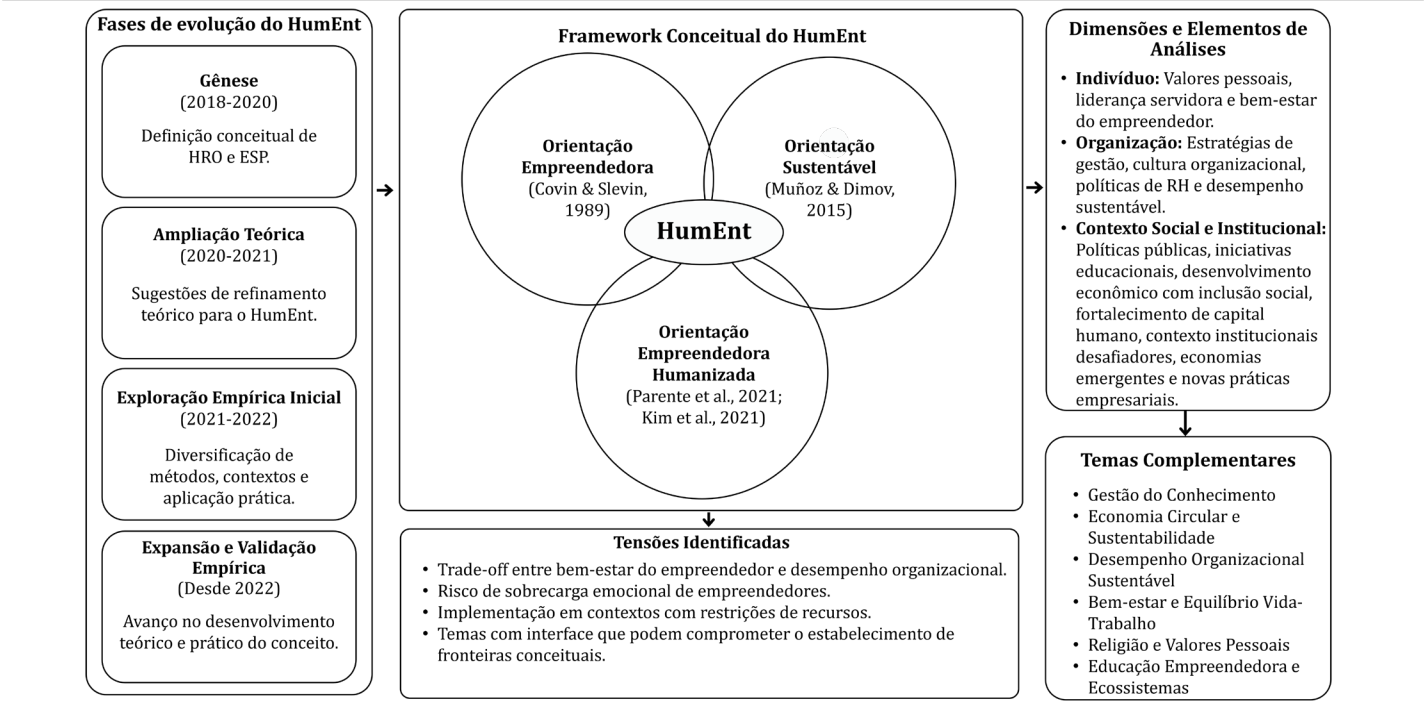 Fases de evolução do HumEnt
Gênese
(2018-2020)
Definição conceitual de
HRO e ESP.
Ampliação Teórica
(2020-2021)
Sugestões de refinamento
teórico para o HumEnt.
Exploração Empírica Inicial
(2021-2022)
Diversificação de
métodos, contextos e
aplicação prática.
Expansão e Validação
Empírica
(Desde 2022)
Avanço no desenvolvimento
teórico e prático do conceito.
Framework Conceitual do HumEnt
Orientação
Empreendedora
(Covin & Slevin,
1989)
Orientação
Sustentável
(Muñoz & Dimov,
2015)
HumEnt
Orientação
Empreendedora
Humanizada
(Parente et al., 2021;
Kim et al., 2021)
Tensões Identificadas
• Trade-off entre bem-estar do empreendedor e desempenho organizacional.
• Risco de sobrecarga emocional de empreendedores.
• Implementação em contextos com restrições de recursos.
• Temas com interface que podem comprometer o estabelecimento de
fronteiras conceituais.
Dimensões e Elementos de
Análises
• Indivíduo: Valores pessoais,
liderança servidora e bem-estar
do empreendedor.
• Organização: Estratégias de
gestão, cultura organizacional,
políticas de RH e desempenho
sustentável.
• Contexto Social e Institucional:
Políticas públicas, iniciativas
educacionais, desenvolvimento
econômico com inclusão social,
fortalecimento de capital
humano, contexto institucionais
desafiadores, economias
emergentes e novas práticas
empresariais.
Temas Complementares
• Gestão do Conhecimento
• Economia Circular e
Sustentabilidade
• Desempenho Organizacional
Sustentável
• Bem-estar e Equilíbrio Vida-
Trabalho
• Religião e Valores Pessoais
• Educação Empreendedora e
Ecossistemas